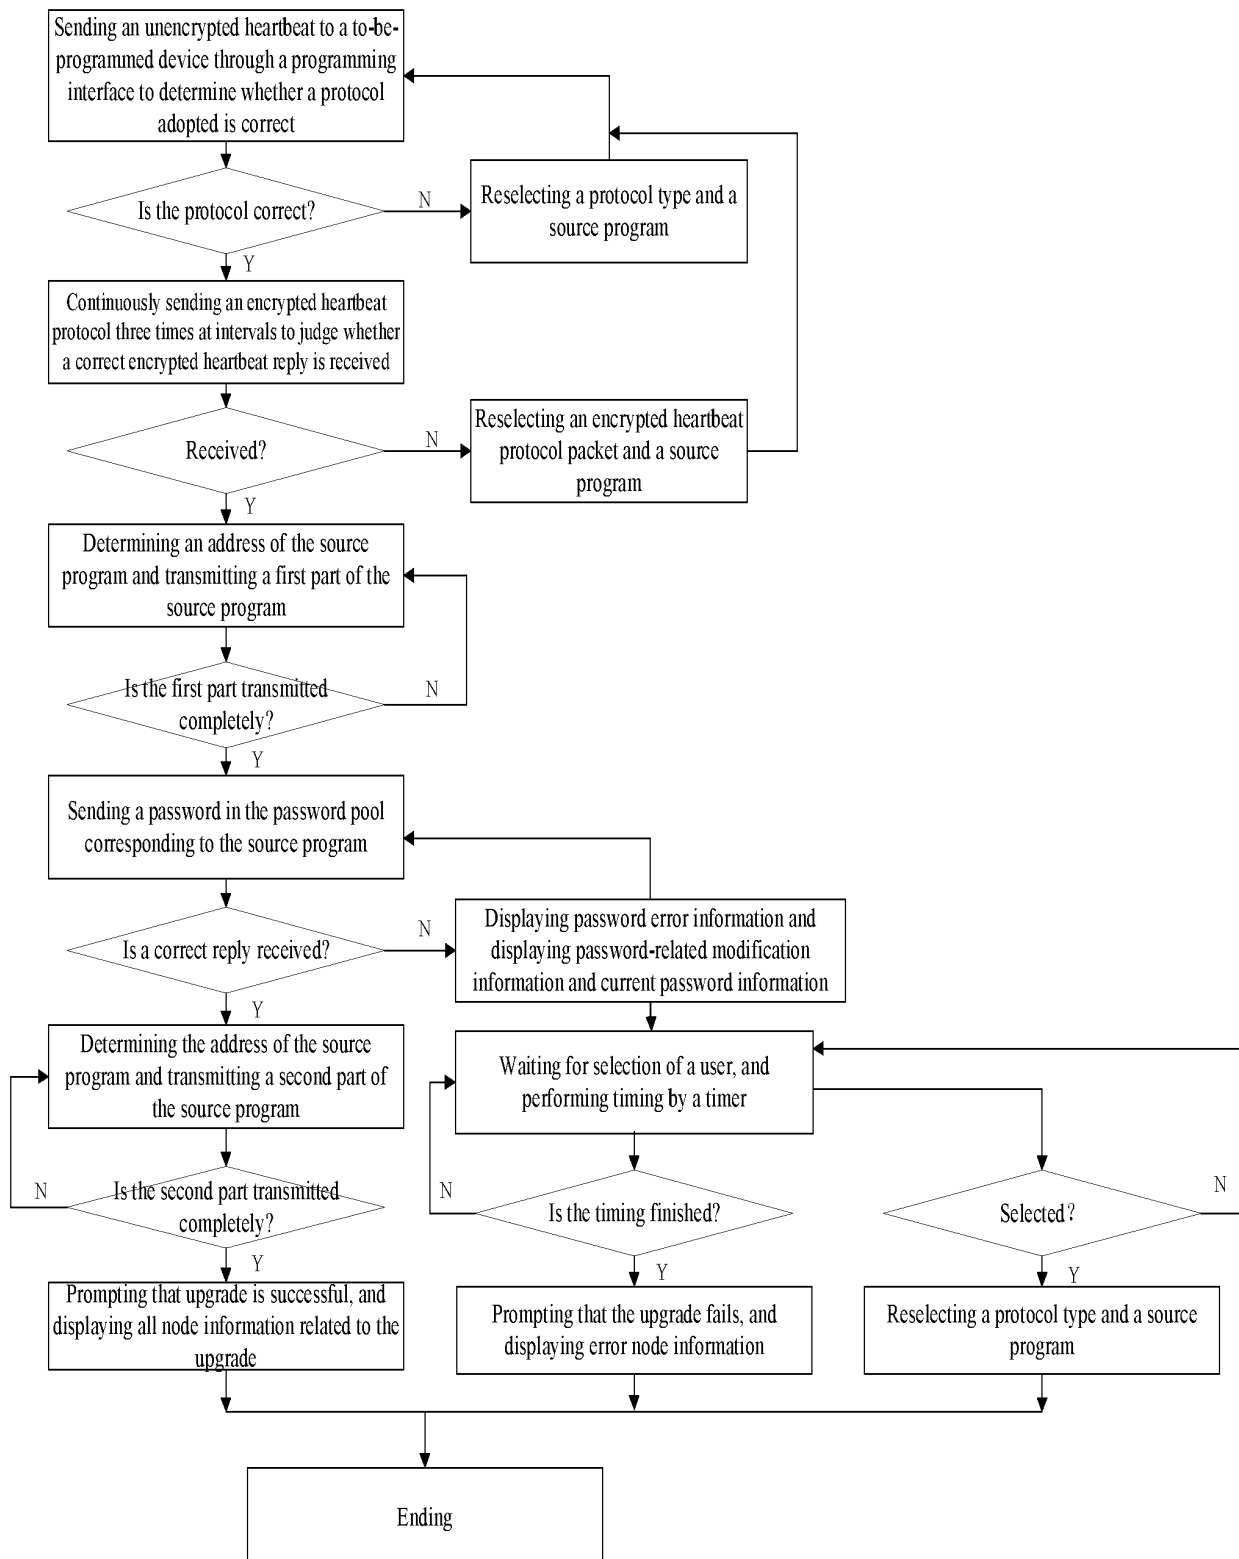 Sending an unencrypted heartbeat to a to-be-
programmed device through a programming
interface to determine whether a protocol
adopted is correct
Is the protocol correct?
N
Reselecting a protocol type and a
source program
Y
Continuously sending an encrypted heartbeat
protocol three times at intervals to judge whether
a correct encrypted heartbeat reply is received
Received?
N
Reselecting an encrypted heartbeat
protocol packet and a source
program
Y
Determining an address of the source
program and transmitting a first part of the
source program
Is the first part transmitted
completely?
N
Y
Sending a password in the password pool
corresponding to the source program
Is a correct reply received?
N
Displaying password error information and
displaying password-related modification
information and current password information
Y
Determining the address of the source
program and transmitting a second part of
the source program
Waiting for selection of a user, and
performing timing by a timer
N
Is the second part transmitted
completely?
N
Is the timing finished?
Selected?
N
Y
Y
Y
Prompting that upgrade is successful, and
displaying all node information related to the
upgrade
Prompting that the upgrade fails, and
displaying error node information
Reselecting a protocol type and a source
program
Ending